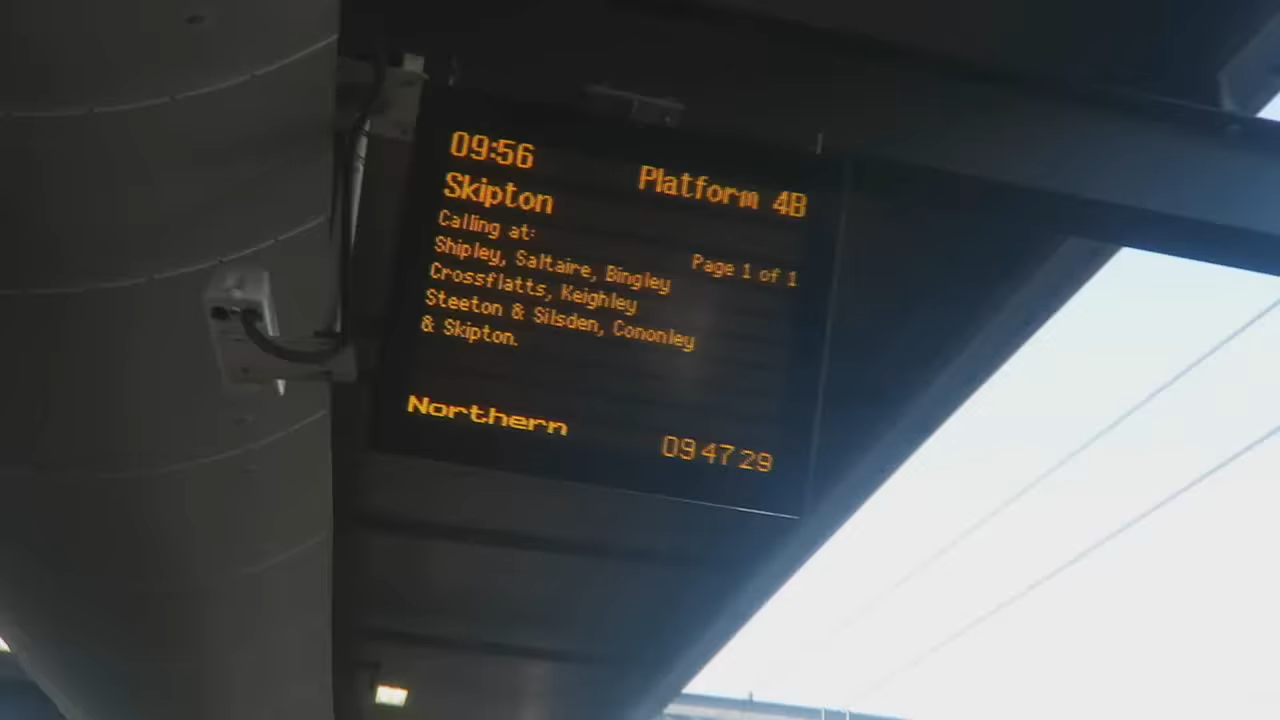 09:56
Platform 4B
Skipton
Calling at:
Page 1 of 1
Shipley, Saltaire, Bingley
Crossflatts, Keighley
Steeton & Silsden, Cononley
& Skipton.
Northern
09 47 29